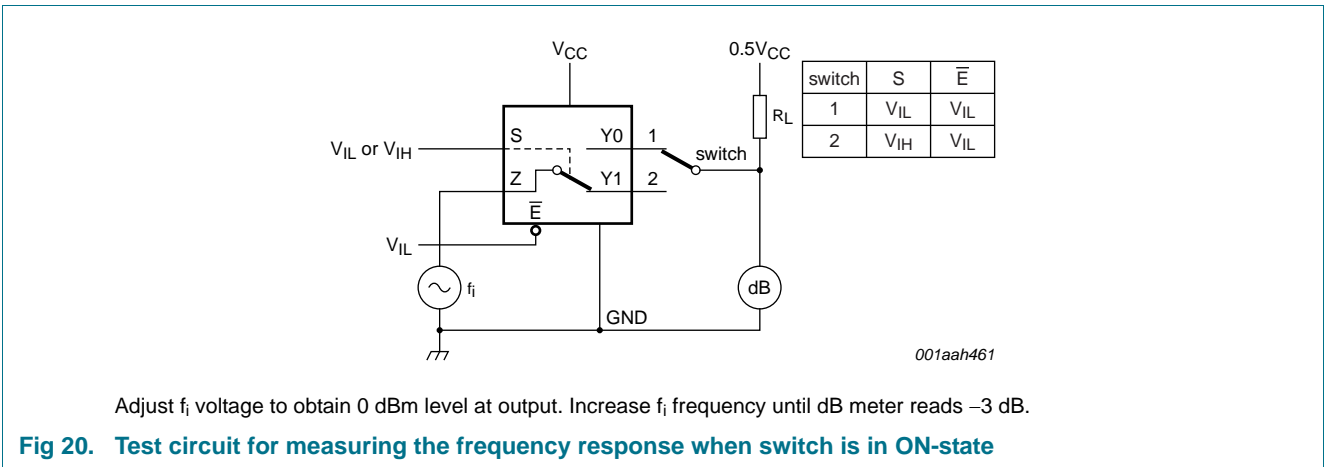 VCC
0.5VCC
switch S E̅
1 VIL VIL
2 VIH VIL
RL
S Y0 1
VIL or VIH
switch
Z Y1 2
E̅
VIL
fi
dB
GND
001aah461
Adjust fi voltage to obtain 0 dBm level at output. Increase fi frequency until dB meter reads −3 dB.
Fig 20. Test circuit for measuring the frequency response when switch is in ON-state